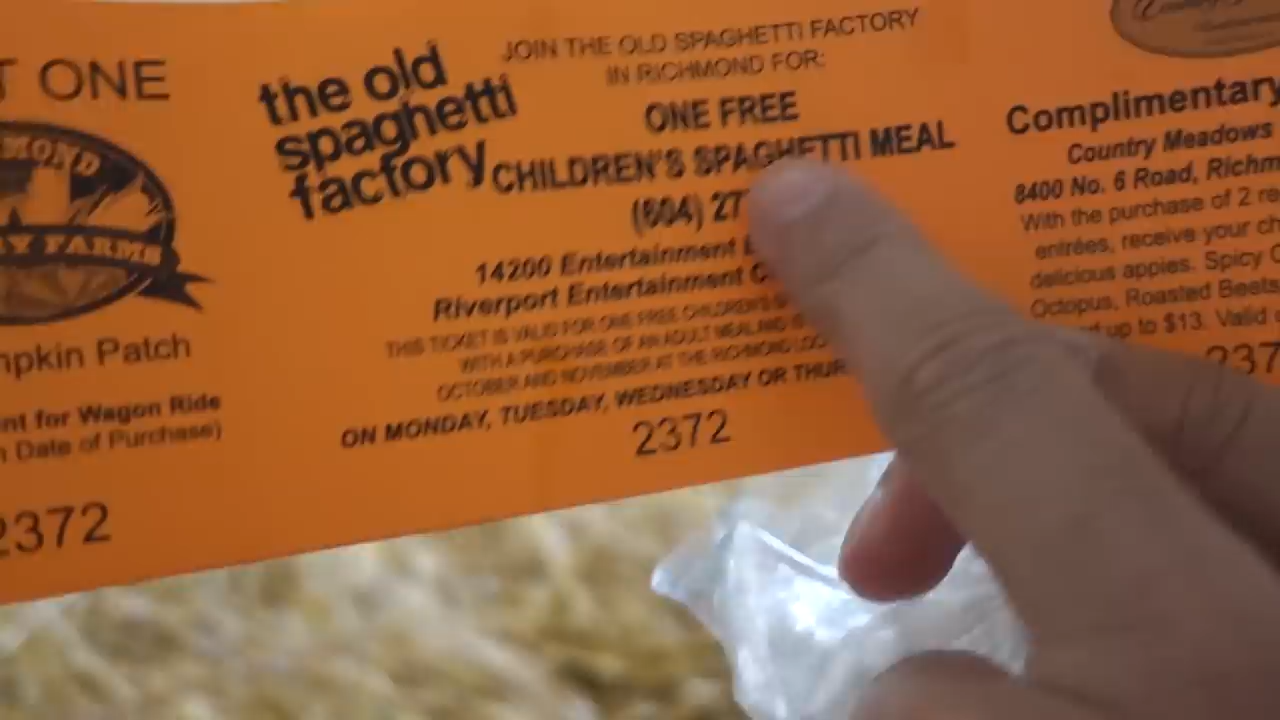 T ONE
MOND
Y FARMS
mpkin Patch
nt for Wagon Ride
Date of Purchase)
2372
the old
spaghetti
factory
JOIN THE OLD SPAGHETTI FACTORY
IN RICHMOND FOR:
ONE FREE
CHILDREN'S SPAGHETTI MEAL
(604) 27
14200 Entertainment
Riverport Entertainment C
THIS TICKET IS VALID FOR ONE FREE CHILDREN'S
WITH A PURCHASE OF AN ADULT MEAL AND IS
OCTOBER AND NOVEMBER AT THE RICHMOND LOC
ON MONDAY, TUESDAY, WEDNESDAY OR THUR
2372
Complimentary
Country Meadows
8400 No. 6 Road, Richm
With the purchase of 2 re
entrées, receive your ch
delicious appies. Spicy C
Octopus, Roasted Beets
up to $13. Valid
237